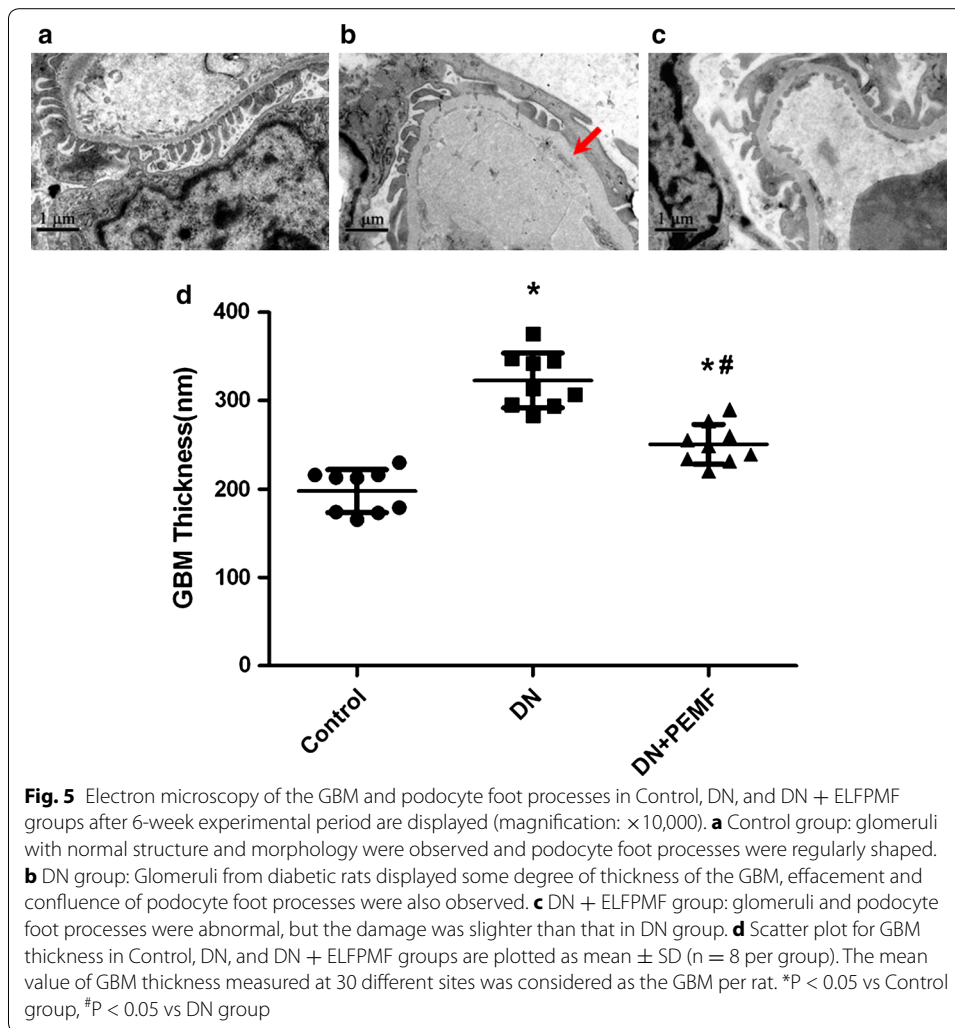 a
b
c
1 µm
1 µm
1 µm
d
*
* #
400
300
200
100
0
GBM Thickness(nm)
Control
DN
DN+PEMF
Fig. 5 Electron microscopy of the GBM and podocyte foot processes in Control, DN, and DN + ELFPMF
groups after 6-week experimental period are displayed (magnification: ×10,000). a Control group: glomeruli
with normal structure and morphology were observed and podocyte foot processes were regularly shaped.
b DN group: Glomeruli from diabetic rats displayed some degree of thickness of the GBM, effacement and
confluence of podocyte foot processes were also observed. c DN + ELFPMF group: glomeruli and podocyte
foot processes were abnormal, but the damage was slighter than that in DN group. d Scatter plot for GBM
thickness in Control, DN, and DN + ELFPMF groups are plotted as mean ± SD (n = 8 per group). The mean
value of GBM thickness measured at 30 different sites was considered as the GBM per rat. *P < 0.05 vs Control
group, #P < 0.05 vs DN group